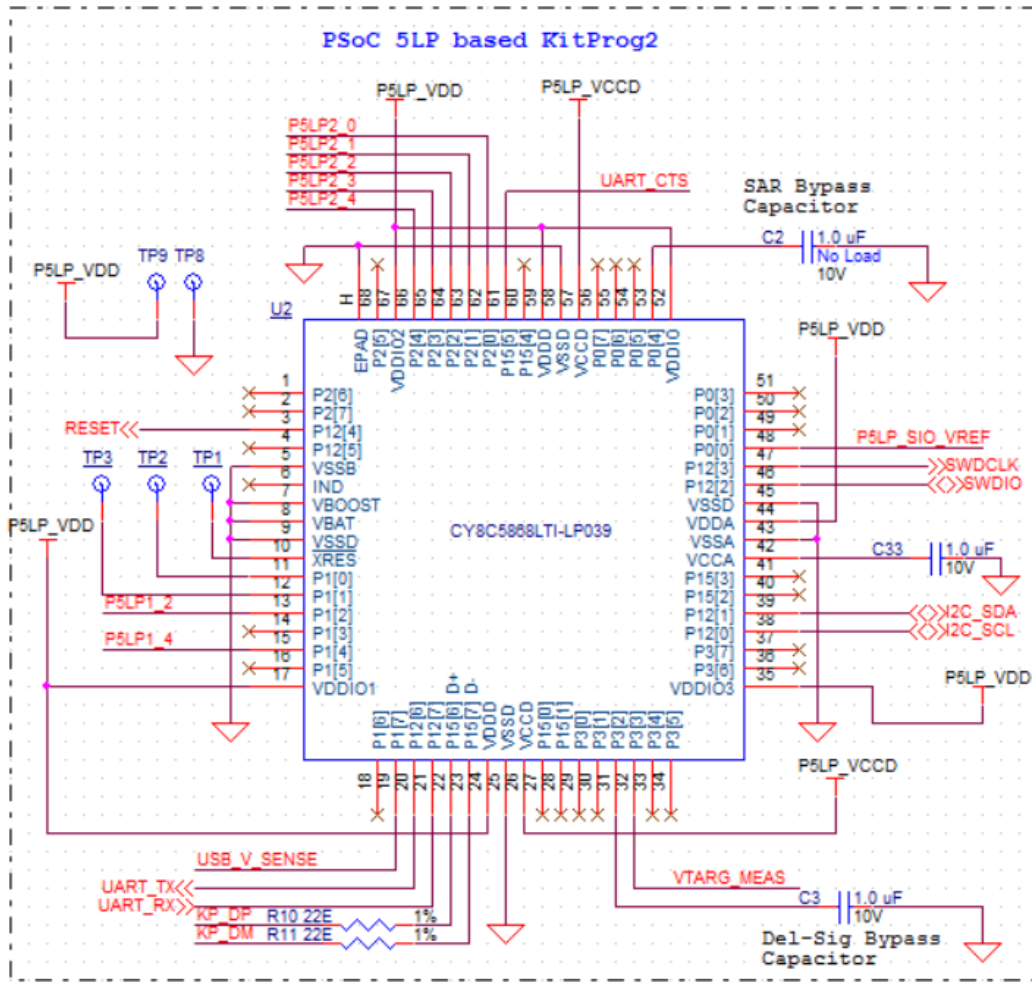 PSoC 5LP based KitProg2
P5LP_VDD
P5LP_VCCD
P5LP2_0
P5LP2_1
P5LP2_2
P5LP2_3
P5LP2_4
UART_CTS
SAR Bypass
Capacitor
C2
1.0 uF
No Load
10V
TP9 TP8
P5LP_VDD
U2
H 68 67 66 65 64 63 62 61 60 59 58 57 56 55 54 53 52
EPAD P2[5] VDDIO2 P2[4] P2[3] P2[2] P2[1] P2[0] P15[5] P15[4] VDDD VSSD VCCD P0[7] P0[6] P0[5] P0[4] VDDIO
P5LP_VDD
1 P2[6]
2 P2[7]
RESET 3 P12[4]
4 P12[5]
5 VSSB
6 IND
7 VBOOST
8 VBAT
9 VSSD
10 XRES
11 P1[0]
12 P1[1]
P5LP1_2 13 P1[2]
14 P1[3]
P5LP1_4 15 P1[4]
16 P1[5]
17 VDDIO1
TP3 TP2 TP1
P5LP_VDD
CY8C5868LTI-LP039
P0[3] 51
P0[2] 50
P0[1] 49
P0[0] 48 P5LP_SIO_VREF
P12[3] 47 SWDCLK
P12[2] 46 SWDIO
VSSD 45
VDDA 44
VSSA 43
VCCA 42 C33 1.0 uF
10V
P15[3] 41
P15[2] 40
P12[1] 39 I2C_SDA
P12[0] 38 I2C_SCL
P3[7] 37
P3[6] 36
VDDIO3 35
P5LP_VDD
D+ D-
P1[6] P1[7] P12[6] P12[7] P15[6] P15[7] VDDD VSSD VCCD P15[0] P15[1] P3[0] P3[1] P3[2] P3[3] P3[4] P3[5]
18 19 20 21 22 23 24 25 26 27 28 29 30 31 32 33 34
P5LP_VCCD
USB_V_SENSE
UART_TX
UART_RX
KP_DP R10 22E 1%
KP_DM R11 22E 1%
VTARG_MEAS
C3
1.0 uF
10V
Del-Sig Bypass
Capacitor